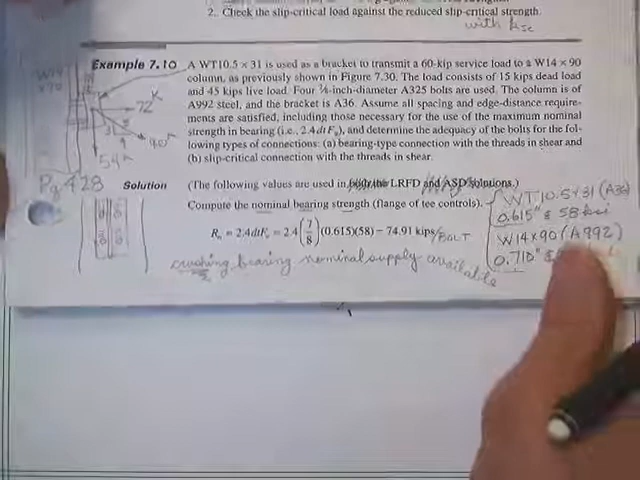 2. Check the slip-critical load against the reduced slip-critical strength.
with ksc
Example 7.10 A WT10.5 × 31 is used as a bracket to transmit a 60-kip service load to a W14 × 90
column, as previously shown in Figure 7.30. The load consists of 15 kips dead load
and 45 kips live load. Four ⅞-inch-diameter A325 bolts are used. The column is of
A992 steel, and the bracket is A36. Assume all spacing and edge-distance require-
ments are satisfied, including those necessary for the use of the maximum nominal
strength in bearing (i.e., 2.4dtFu), and determine the adequacy of the bolts for the fol-
lowing types of connections: (a) bearing-type connection with the threads in shear and
(b) slip-critical connection with the threads in shear.
W14
×90
72K
3
4
90K
54K
Pg 428
Solution (The following values are used in both the LRFD and ASD solutions.)
Compute the nominal bearing strength (flange of tee controls).
Rn = 2.4dtFu = 2.4(7/8)(0.615)(58) = 74.91 kips/BOLT
WT10.5×31 (A36)
0.615" & 58 ksi
W14×90 (A992)
0.710" &
crushing bearing nominal supply available